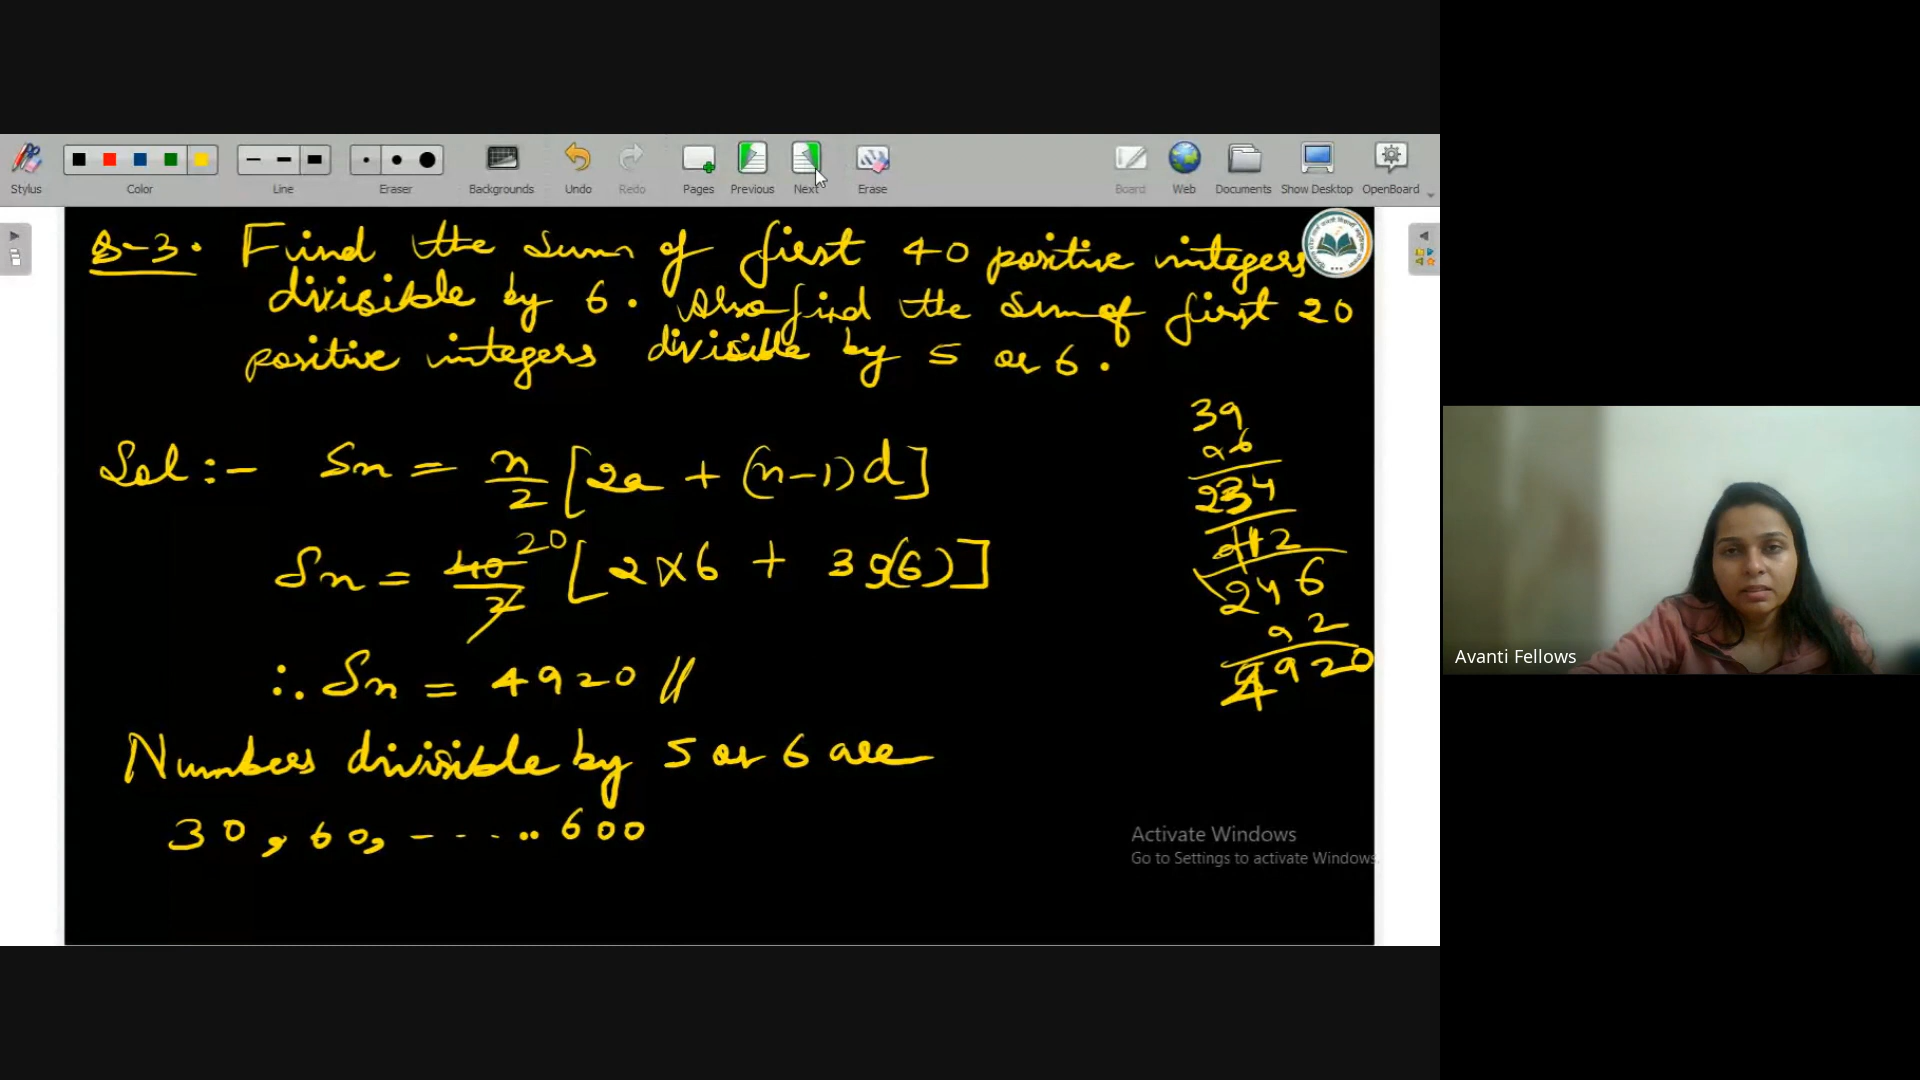 Stylus
Color
Line
Eraser
Backgrounds
Undo
Redo
Pages
Previous
Next
Erase
Board
Web
Documents
Show Desktop
OpenBoard
Q-3. Find the sum of first 40 positive integers
divisible by 6. Also find the sum of first 20
positive integers divisible by 5 or 6.
Sol:- Sn = n/2 [2a + (n-1)d]
Sn = 40/2 20 [2×6 + 39(6)]
∴ Sn = 4920 //
Numbers divisible by 5 or 6 are
30, 60, ------ 600
39
×6
234
+12
246
×2
4920
Activate Windows
Go to Settings to activate Windows.
Avanti Fellows